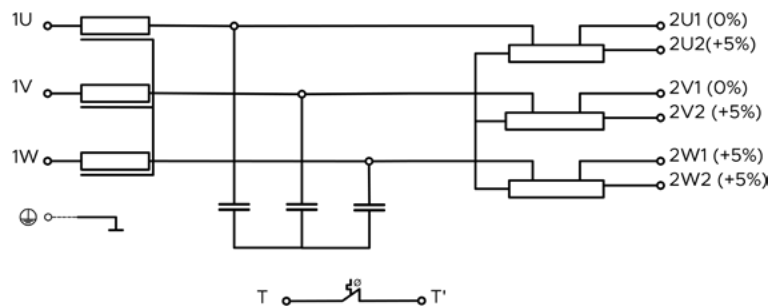 1U
2U1 (0%)
2U2(+5%)
1V
2V1 (0%)
2V2 (+5%)
1W
2W1 (+5%)
2W2 (+5%)
T
T'